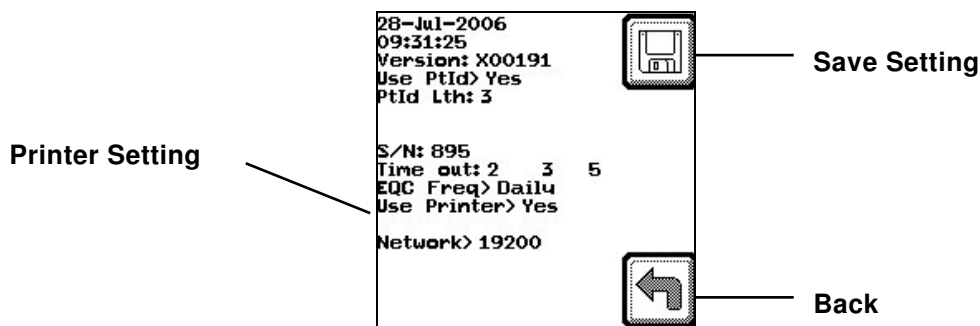 28-Jul-2006
09:31:25
Version: X00191
Use PtId> Yes
PtId Lth: 3
Save Setting
Printer Setting
S/N: 895
Time out: 2 3 5
EQC Freq> Daily
Use Printer> Yes
Network> 19200
Back